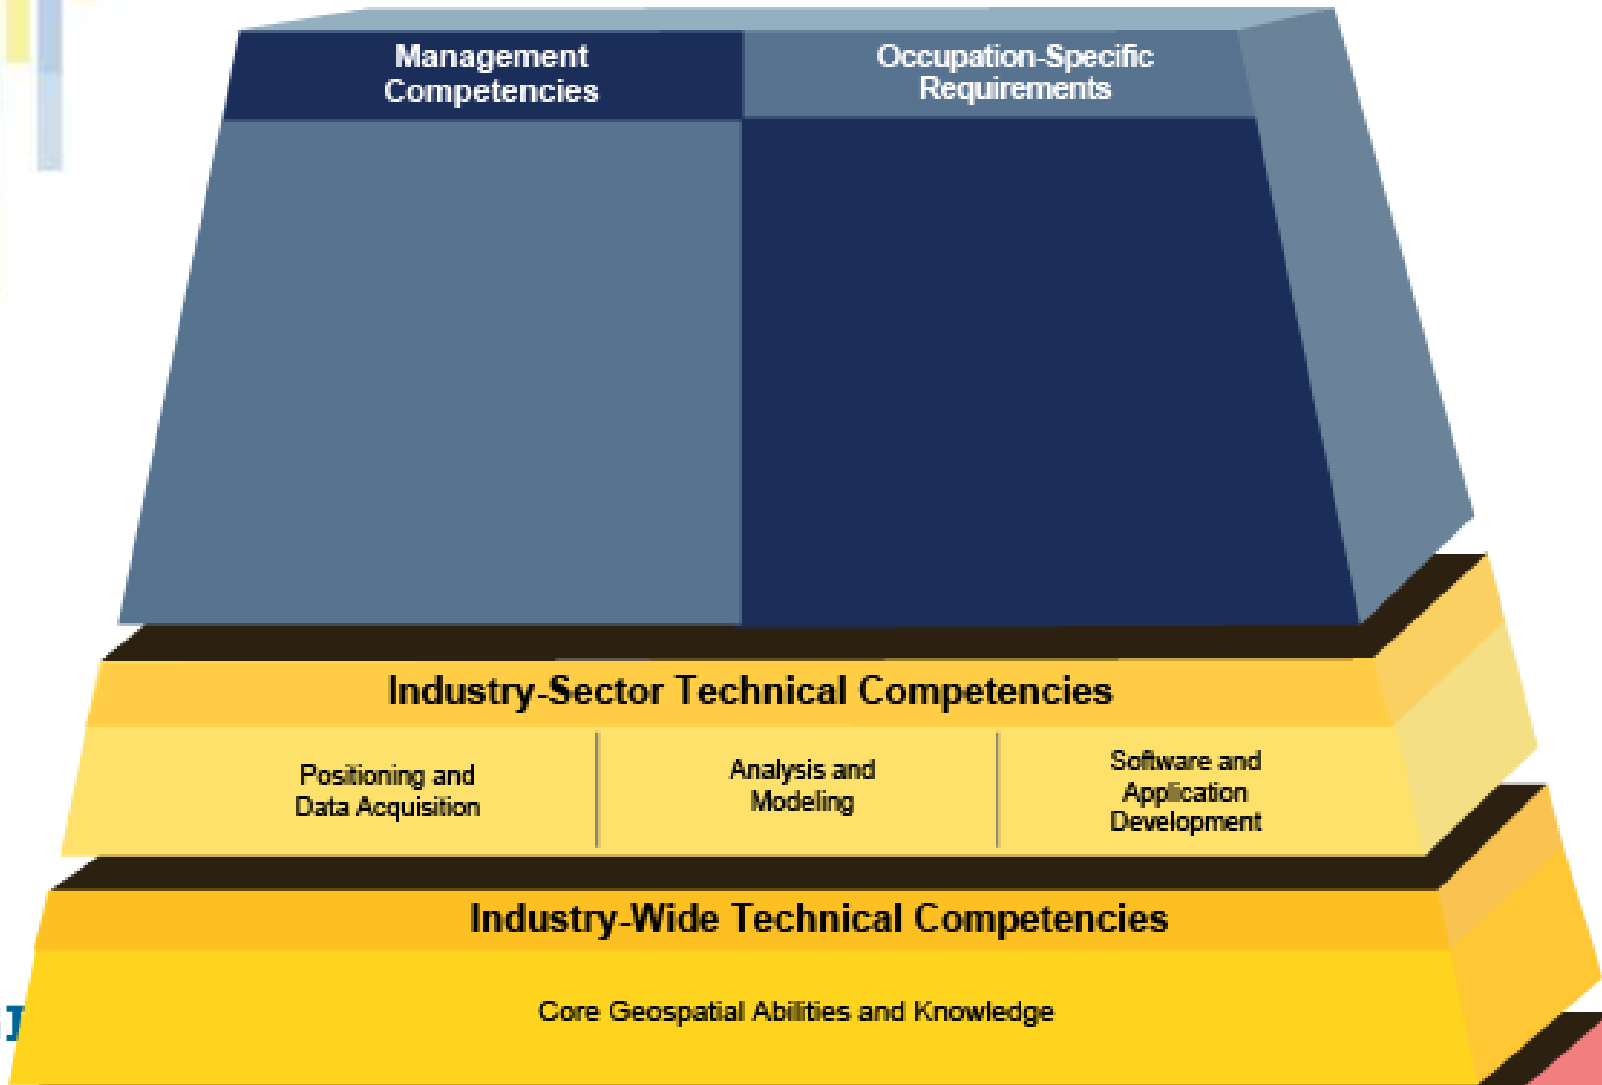 Management
Competencies
Occupation-Specific
Requirements
Industry-Sector Technical Competencies
Positioning and
Data Acquisition
Analysis and
Modeling
Software and
Application
Development
Industry-Wide Technical Competencies
Core Geospatial Abilities and Knowledge